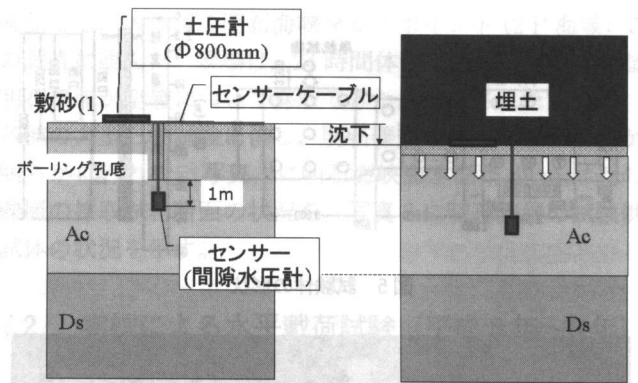 土圧計
(Φ800mm)
敷砂(1)
センサーケーブル
埋土
沈下
ボーリング孔底
1m
Ac
Ac
センサー
(間隙水圧計)
Ds
Ds